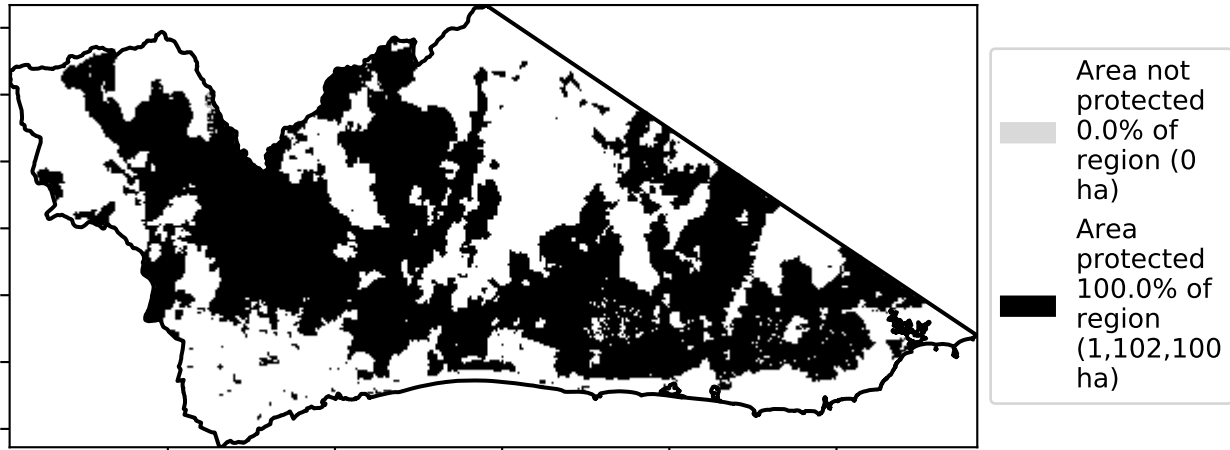 Area not
protected
0.0% of
region (0
ha)
Area
protected
100.0% of
region
(1,102,100
ha)